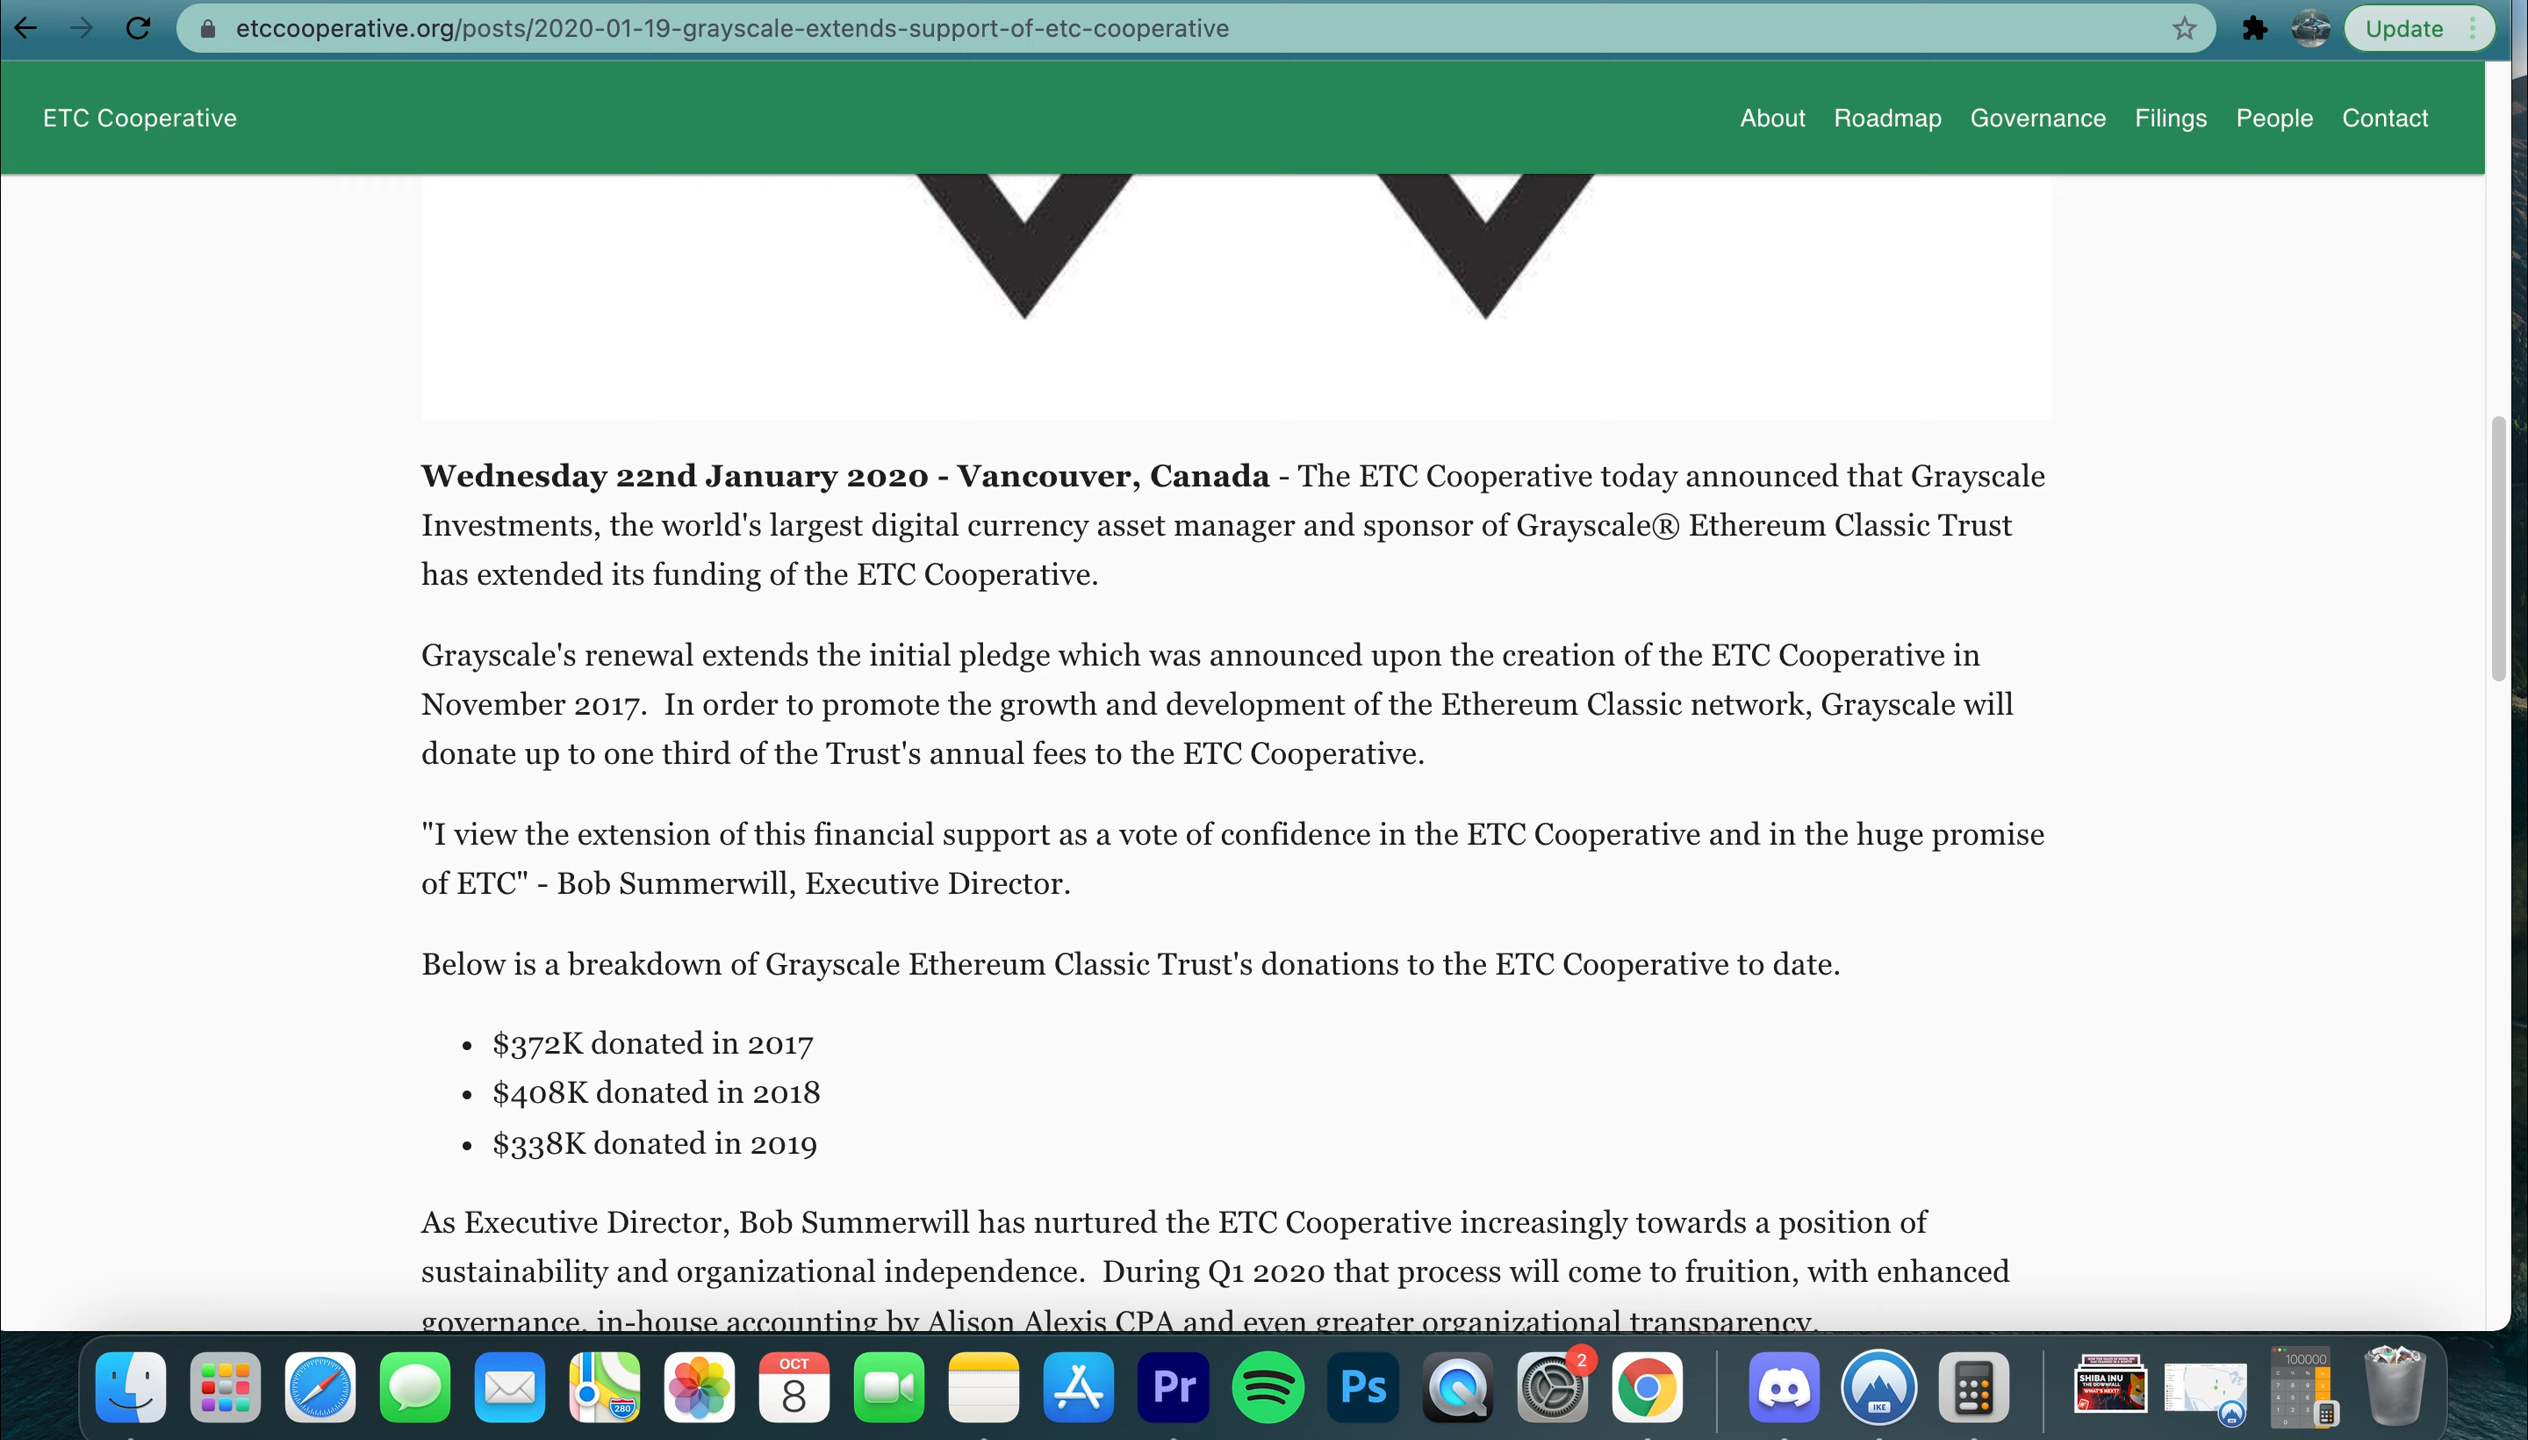 etccooperative.org/posts/2020-01-19-grayscale-extends-support-of-etc-cooperative
Update
ETC Cooperative
About Roadmap Governance Filings People Contact
Wednesday 22nd January 2020 - Vancouver, Canada - The ETC Cooperative today announced that Grayscale
Investments, the world's largest digital currency asset manager and sponsor of Grayscale® Ethereum Classic Trust
has extended its funding of the ETC Cooperative.
Grayscale's renewal extends the initial pledge which was announced upon the creation of the ETC Cooperative in
November 2017. In order to promote the growth and development of the Ethereum Classic network, Grayscale will
donate up to one third of the Trust's annual fees to the ETC Cooperative.
"I view the extension of this financial support as a vote of confidence in the ETC Cooperative and in the huge promise
of ETC" - Bob Summerwill, Executive Director.
Below is a breakdown of Grayscale Ethereum Classic Trust's donations to the ETC Cooperative to date.
• $372K donated in 2017
• $408K donated in 2018
• $338K donated in 2019
As Executive Director, Bob Summerwill has nurtured the ETC Cooperative increasingly towards a position of
sustainability and organizational independence. During Q1 2020 that process will come to fruition, with enhanced
governance, in-house accounting by Alison Alexis CPA and even greater organizational transparency.
280
OCT
8
Pr
Ps
2
IKE
SHIBA INU
THE DOWNFALL
WHAT'S NEXT?
100000